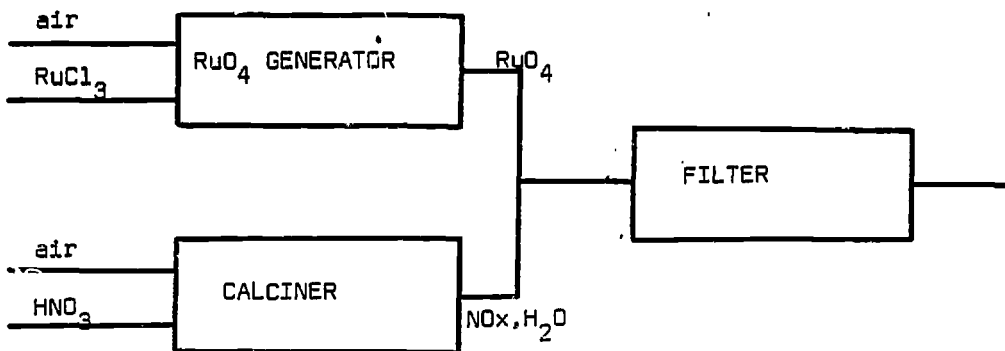 air
RuCl₃
RuO₄ GENERATOR
RuO₄
FILTER
air
HNO₃
CALCINER
NOx,H₂O